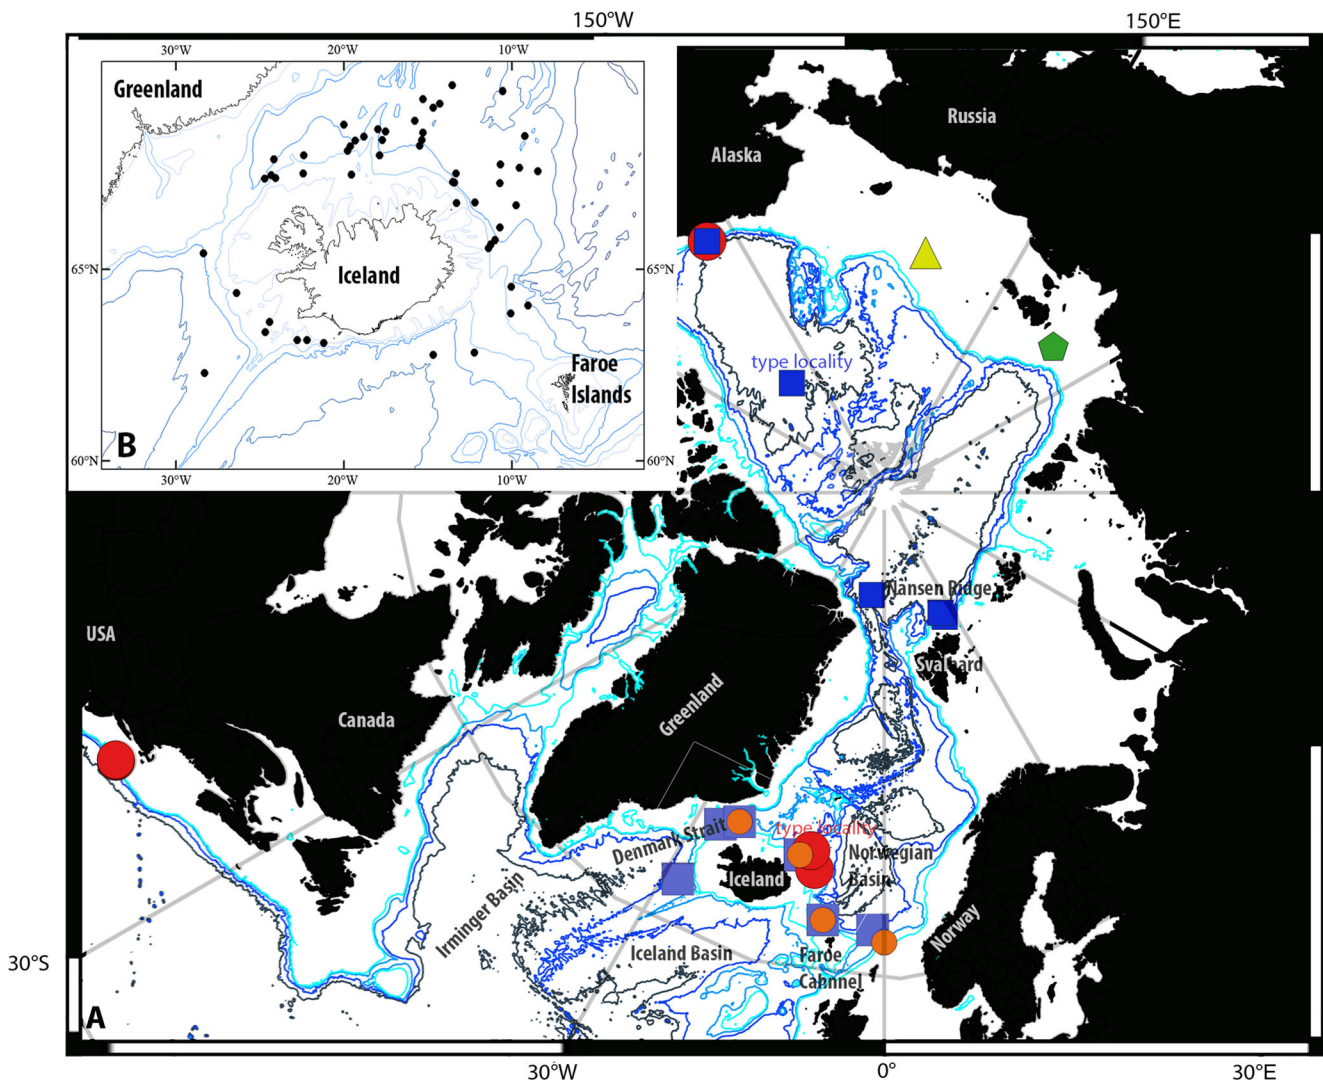 150°W 150°E
30°W 20°W 10°W
Greenland
Russia
Alaska
65°N Iceland 65°N
type locality
Faroe
Islands
B
60°N 60°N
30°W 20°W 10°W
Nansen Ridge
USA
Svalbard
Greenland
Canada
type locality
Denmark Strait
Norwegian
Basin
Iceland
Irminger Basin
Norway
Iceland Basin
Faroe
Cahnnel
30°S
A
30°W 0° 30°E